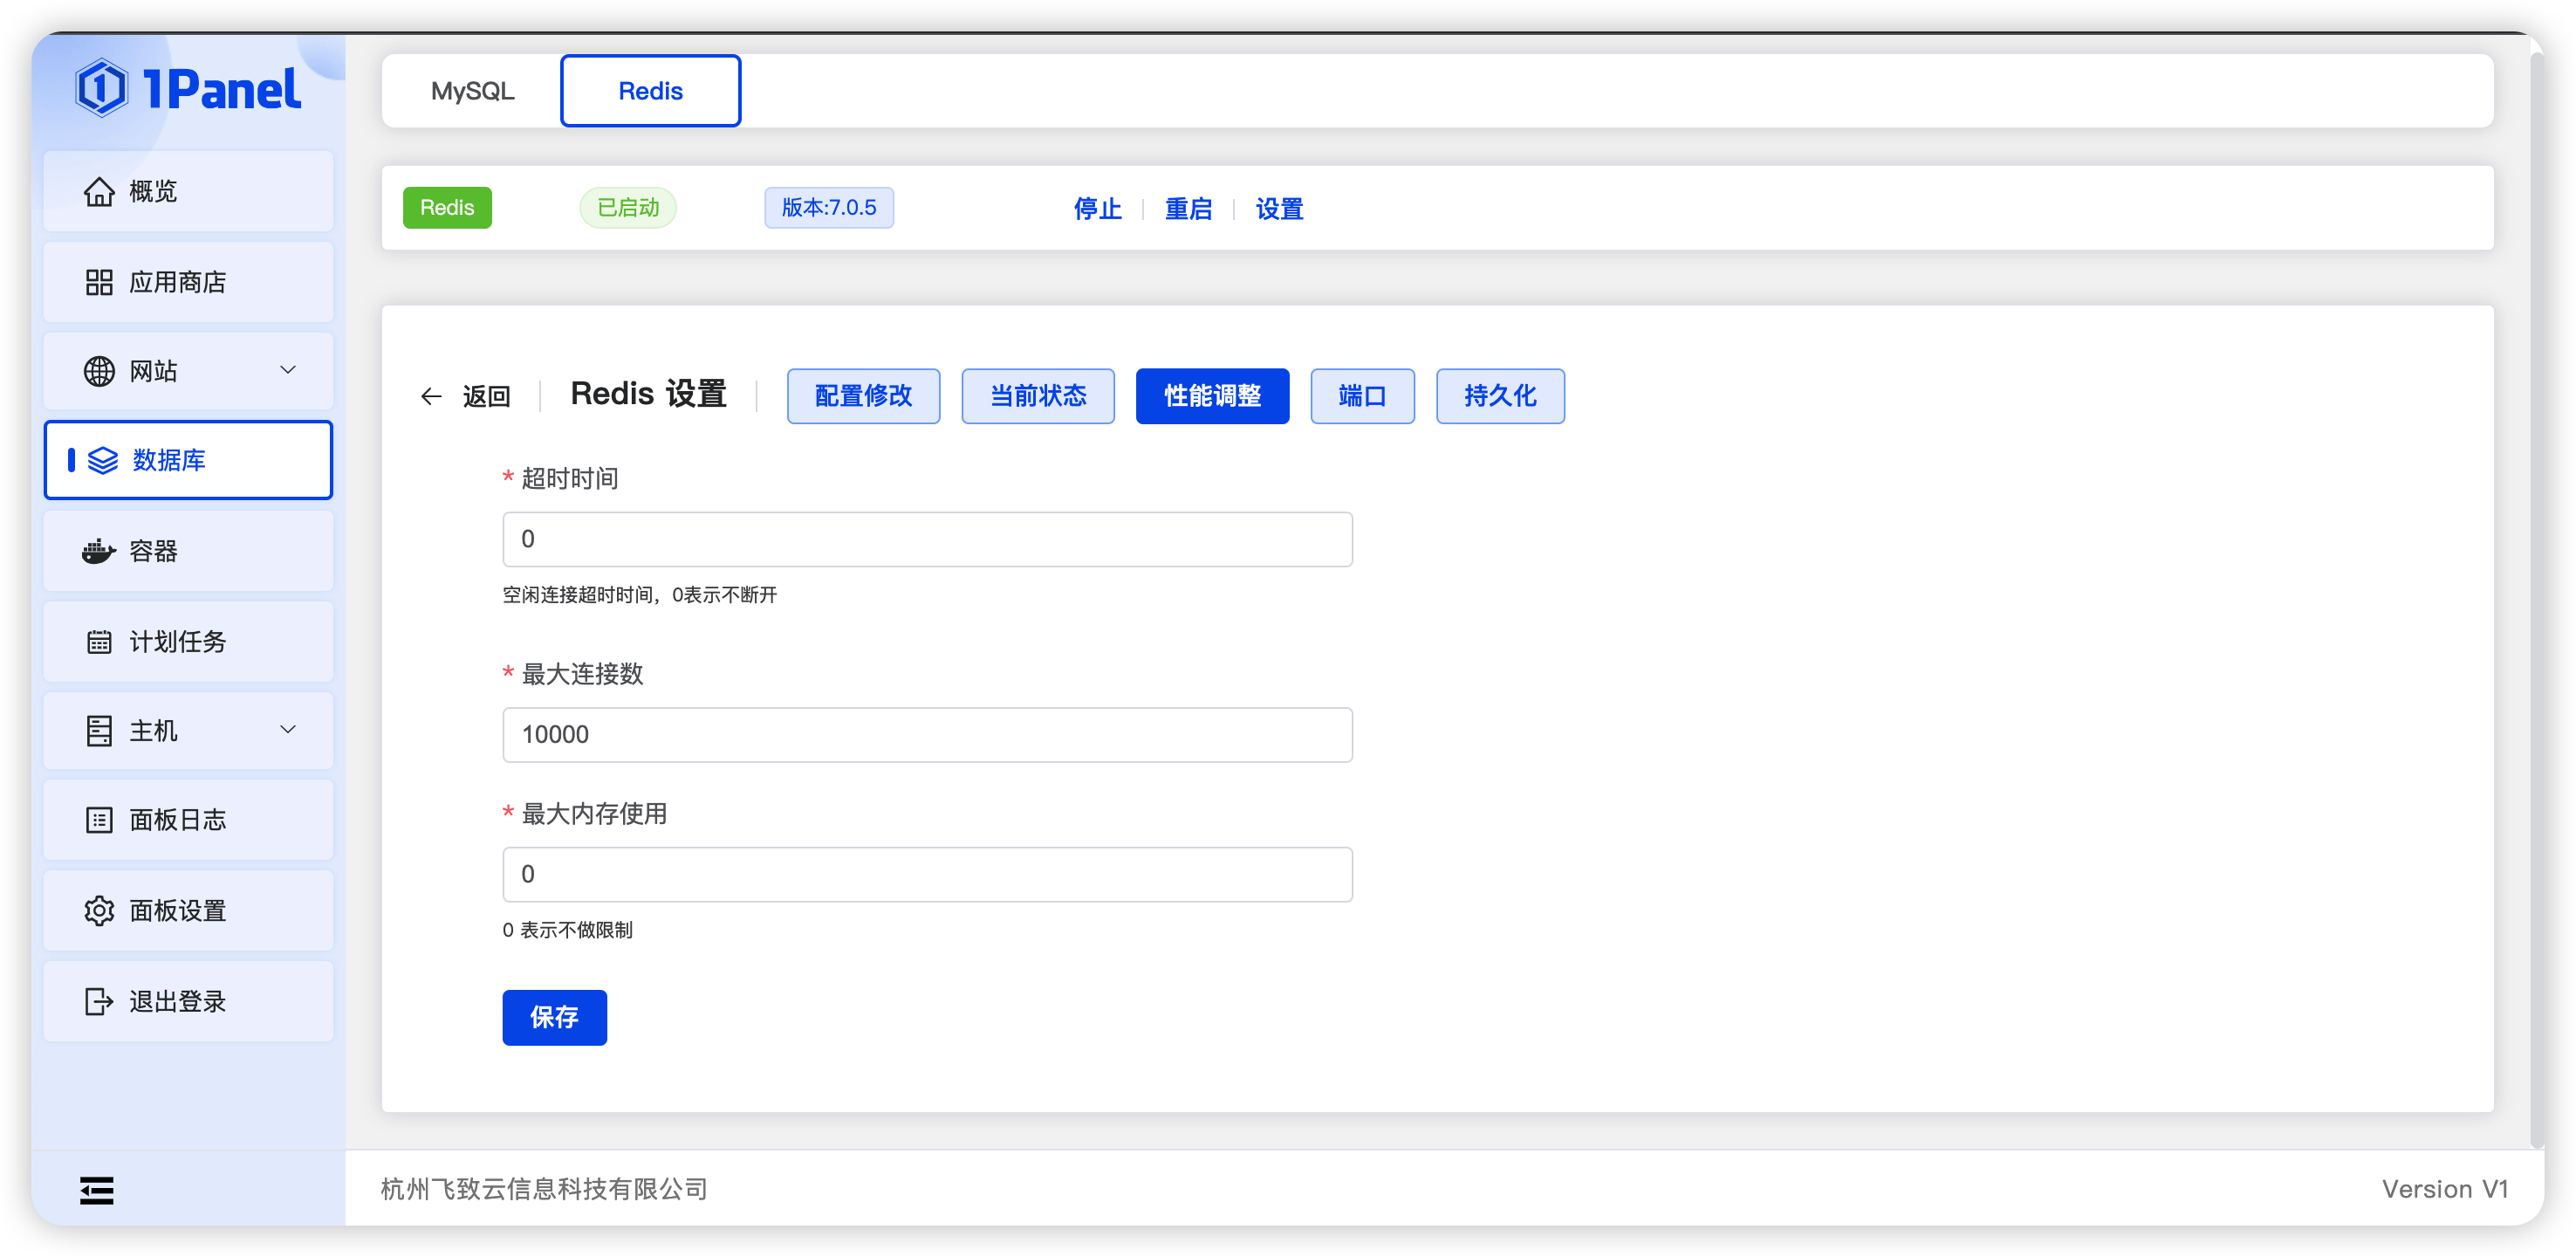 1Panel
概览
应用商店
网站
数据库
容器
计划任务
主机
面板日志
面板设置
退出登录
MySQL
Redis
Redis
已启动
版本:7.0.5
停止
重启
设置
返回
Redis 设置
配置修改
当前状态
性能调整
端口
持久化
* 超时时间
0
空闲连接超时时间，0表示不断开
* 最大连接数
10000
* 最大内存使用
0
0 表示不做限制
保存
杭州飞致云信息科技有限公司
Version V1